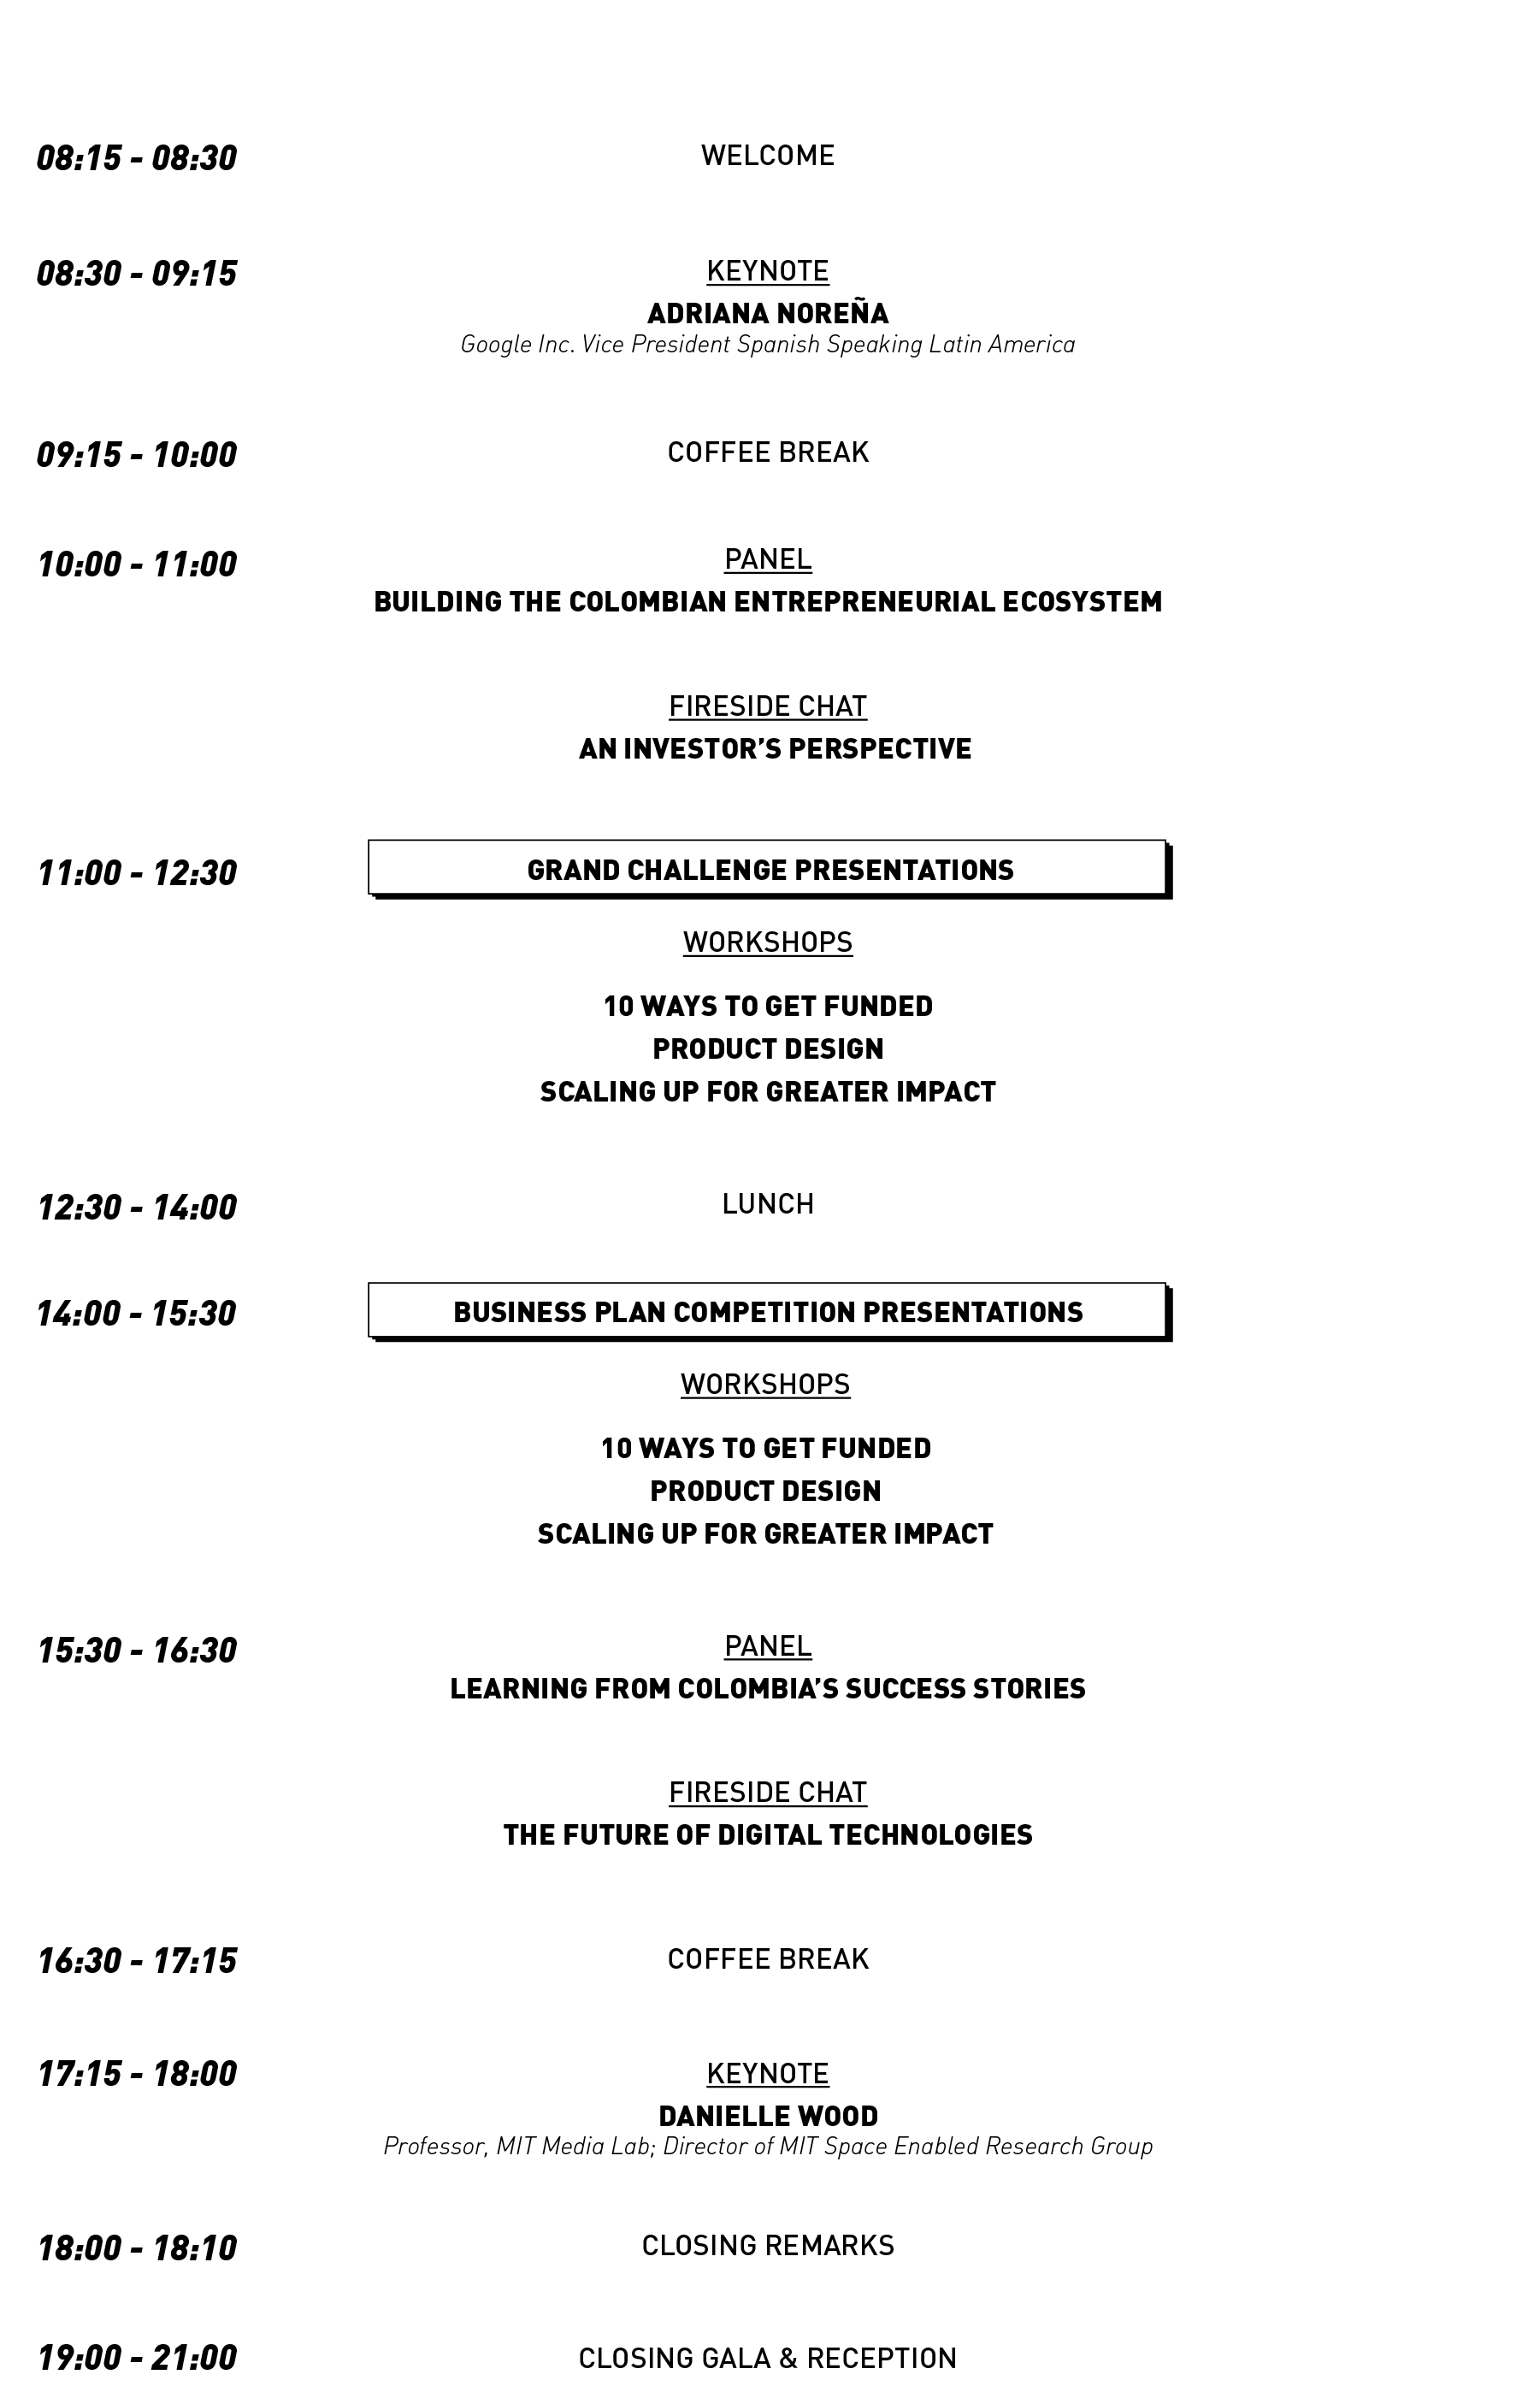 08:15 - 08:30 WELCOME
08:30 - 09:15 KEYNOTE
ADRIANA NOREÑA
Google Inc. Vice President Spanish Speaking Latin America
09:15 - 10:00 COFFEE BREAK
10:00 - 11:00 PANEL
BUILDING THE COLOMBIAN ENTREPRENEURIAL ECOSYSTEM
FIRESIDE CHAT
AN INVESTOR’S PERSPECTIVE
11:00 - 12:30 GRAND CHALLENGE PRESENTATIONS
WORKSHOPS
10 WAYS TO GET FUNDED
PRODUCT DESIGN
SCALING UP FOR GREATER IMPACT
12:30 - 14:00 LUNCH
14:00 - 15:30 BUSINESS PLAN COMPETITION PRESENTATIONS
WORKSHOPS
10 WAYS TO GET FUNDED
PRODUCT DESIGN
SCALING UP FOR GREATER IMPACT
15:30 - 16:30 PANEL
LEARNING FROM COLOMBIA’S SUCCESS STORIES
FIRESIDE CHAT
THE FUTURE OF DIGITAL TECHNOLOGIES
16:30 - 17:15 COFFEE BREAK
17:15 - 18:00 KEYNOTE
DANIELLE WOOD
Professor, MIT Media Lab; Director of MIT Space Enabled Research Group
18:00 - 18:10 CLOSING REMARKS
19:00 - 21:00 CLOSING GALA & RECEPTION